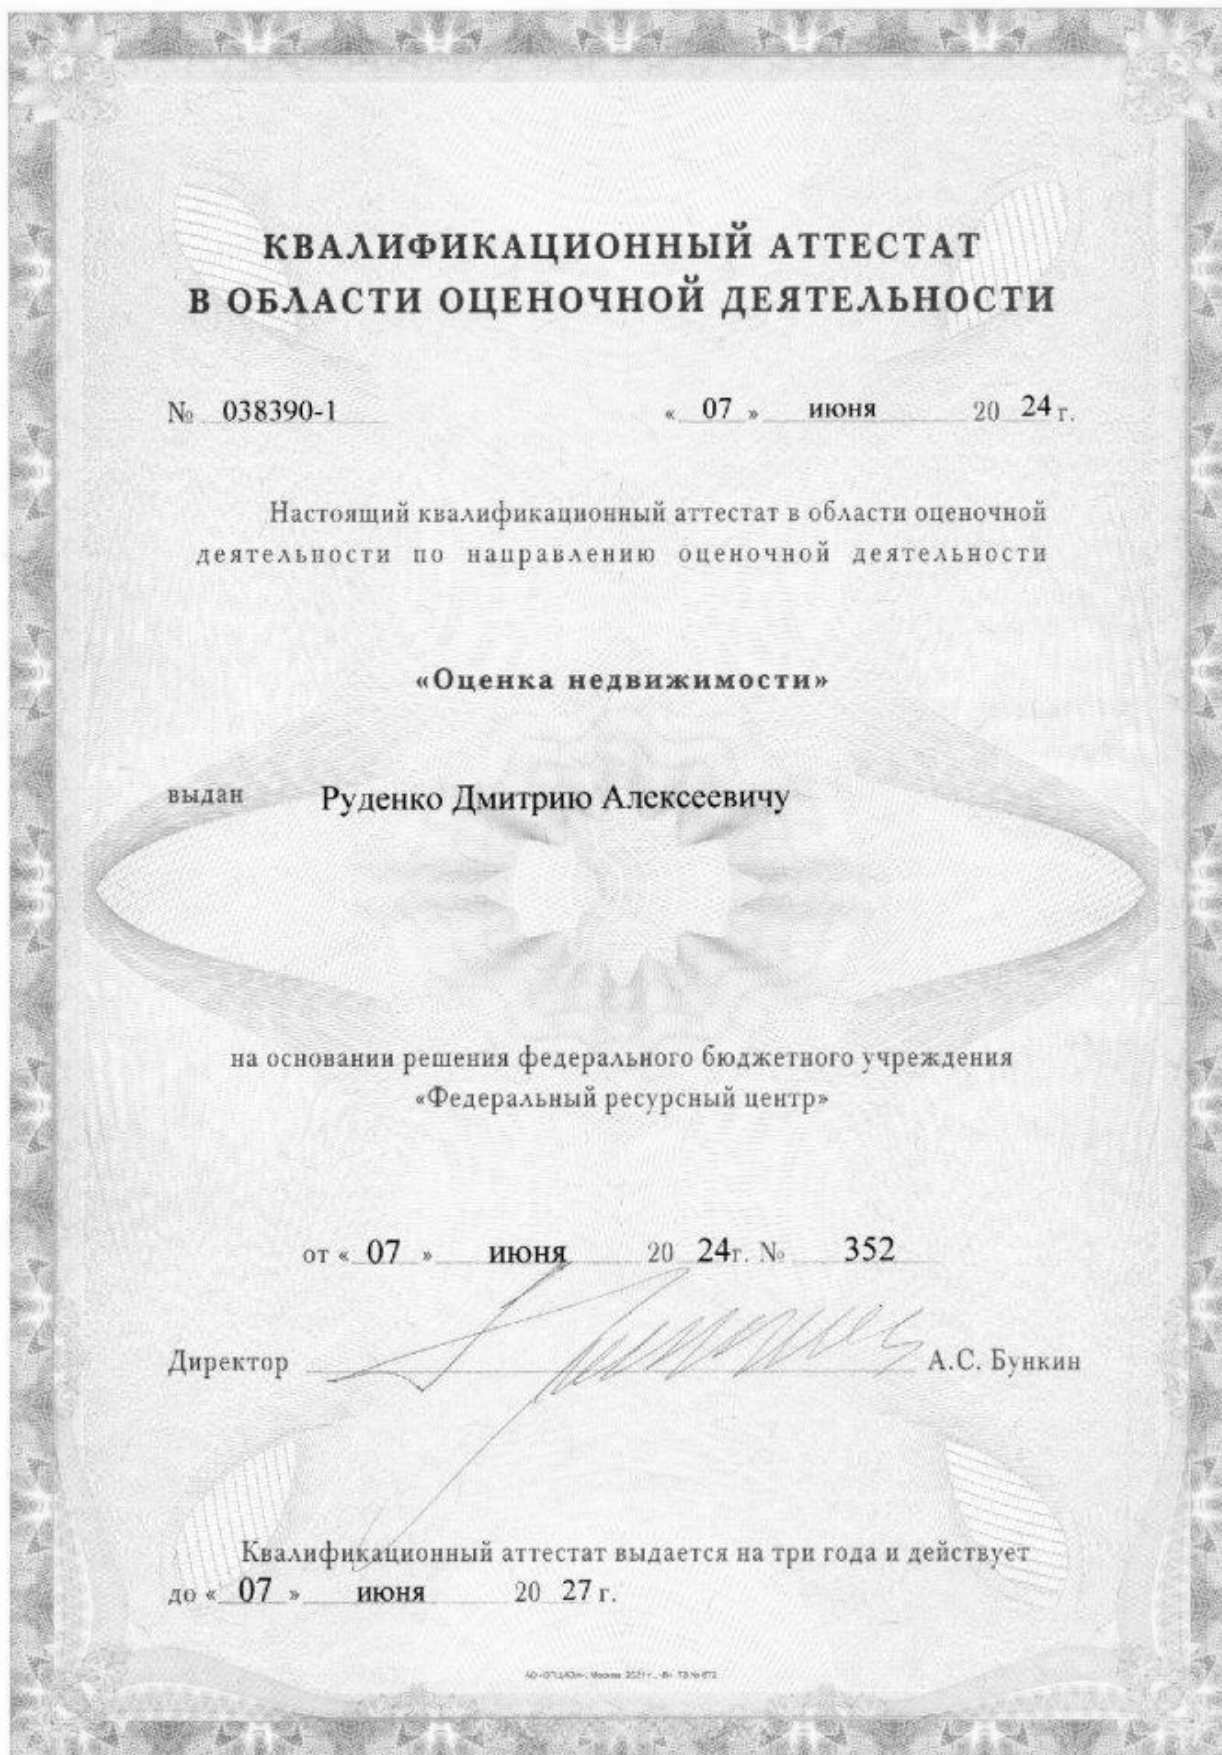 КВАЛИФИКАЦИОННЫЙ АТТЕСТАТ
В ОБЛАСТИ ОЦЕНОЧНОЙ ДЕЯТЕЛЬНОСТИ
№ 038390-1 « 07 » июня 20 24 г.
Настоящий квалификационный аттестат в области оценочной
деятельности по направлению оценочной деятельности
«Оценка недвижимости»
выдан Руденко Дмитрию Алексеевичу
на основании решения федерального бюджетного учреждения
«Федеральный ресурсный центр»
от « 07 » июня 20 24г. № 352
Директор А.С. Бункин
Квалификационный аттестат выдается на три года и действует
до « 07 » июня 20 27 г.
Москва 2021 г.